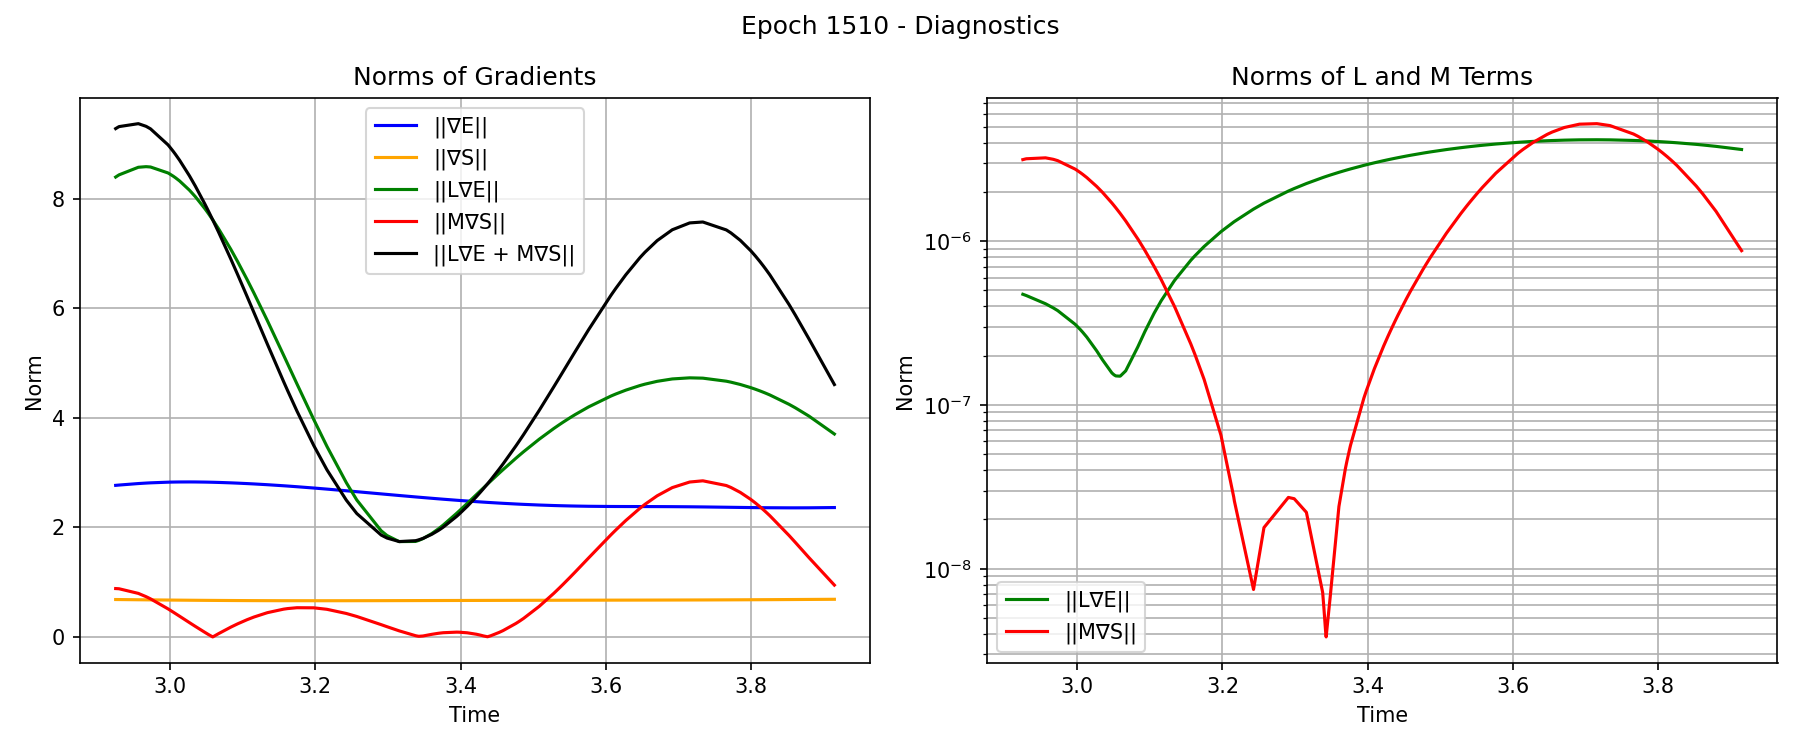 Epoch 1510 - Diagnostics
Norms of Gradients
||∇E||
||∇S||
||L∇E||
||M∇S||
||L∇E + M∇S||
Norm
8
6
4
2
0
3.0 3.2 3.4 3.6 3.8
Time
Norms of L and M Terms
Norm
10⁻⁶
10⁻⁷
10⁻⁸
||L∇E||
||M∇S||
3.0 3.2 3.4 3.6 3.8
Time